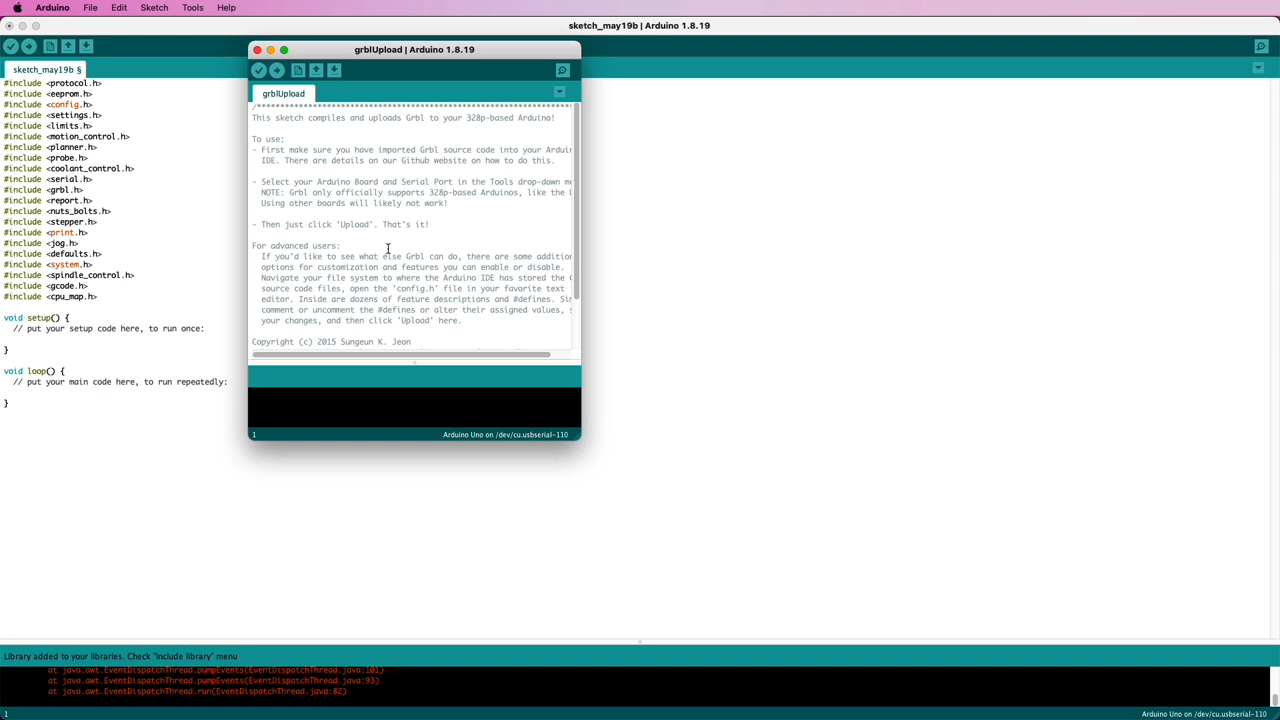 Arduino File Edit Sketch Tools Help
sketch_may19b | Arduino 1.8.19
sketch_may19b §
#include <protocol.h>
#include <eeprom.h>
#include <config.h>
#include <settings.h>
#include <limits.h>
#include <motion_control.h>
#include <planner.h>
#include <probe.h>
#include <coolant_control.h>
#include <serial.h>
#include <grbl.h>
#include <report.h>
#include <nuts_bolts.h>
#include <stepper.h>
#include <print.h>
#include <jog.h>
#include <defaults.h>
#include <system.h>
#include <spindle_control.h>
#include <gcode.h>
#include <cpu_map.h>
void setup() {
// put your setup code here, to run once:
}
void loop() {
// put your main code here, to run repeatedly:
}
grblUpload | Arduino 1.8.19
grblUpload
This sketch compiles and uploads Grbl to your 328p-based Arduino!
To use:
- First make sure you have imported Grbl source code into your Arduin
IDE. There are details on our Github website on how to do this.
- Select your Arduino Board and Serial Port in the Tools drop-down me
NOTE: Grbl only officially supports 328p-based Arduinos, like the U
Using other boards will likely not work!
- Then just click 'Upload'. That's it!
For advanced users:
If you'd like to see what else Grbl can do, there are some addition
options for customization and features you can enable or disable.
Navigate your file system to where the Arduino IDE has stored the G
source code files, open the 'config.h' file in your favorite text
editor. Inside are dozens of feature descriptions and #defines. Sim
comment or uncomment the #defines or alter their assigned values, s
your changes, and then click 'Upload' here.
Copyright (c) 2015 Sungeun K. Jeon
1 Arduino Uno on /dev/cu.usbserial-110
Library added to your libraries. Check "Include library" menu
at java.awt.EventDispatchThread.pumpEvents(EventDispatchThread.java:101)
at java.awt.EventDispatchThread.pumpEvents(EventDispatchThread.java:93)
at java.awt.EventDispatchThread.run(EventDispatchThread.java:82)
1 Arduino Uno on /dev/cu.usbserial-110